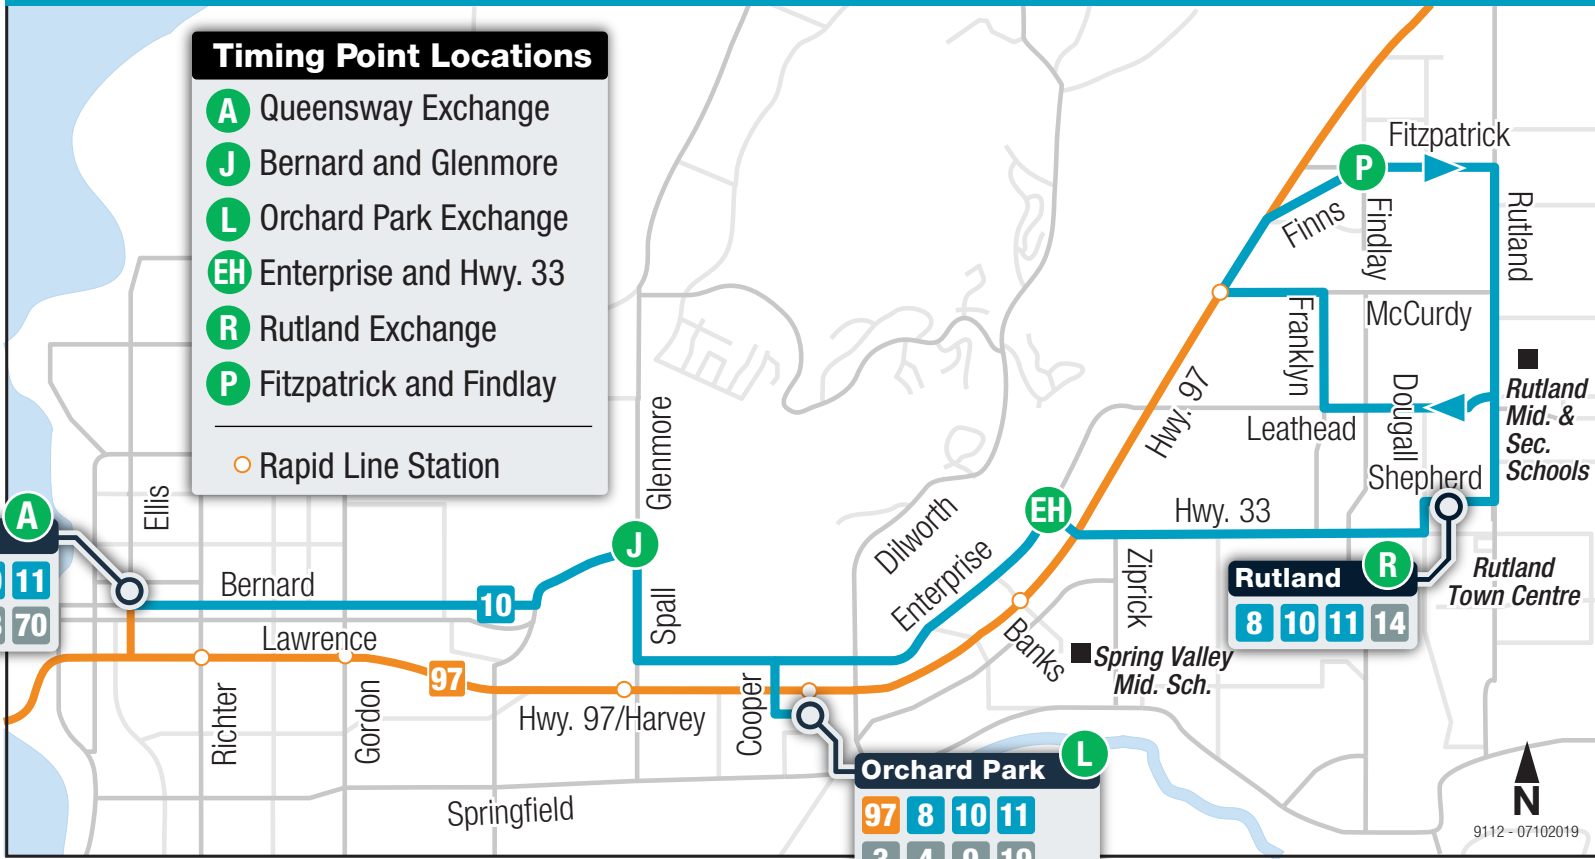 Timing Point Locations
A Queensway Exchange
J Bernard and Glenmore
L Orchard Park Exchange
EH Enterprise and Hwy. 33
R Rutland Exchange
P Fitzpatrick and Findlay
Rapid Line Station
Fitzpatrick
P
Finns
Findlay
Rutland
McCurdy
Franklyn
Hwy. 97
Dougall
Leathead
Rutland
Mid. &
Sec.
Schools
Shepherd
Glenmore
Ellis
A
11
70
Bernard
10
J
Spall
Lawrence
97
Richter
Gordon
Hwy. 97/Harvey
Cooper
Springfield
Dilworth
Enterprise
EH
Hwy. 33
Ziprick
Banks
Spring Valley
Mid. Sch.
Rutland R
8 10 11 14
Rutland
Town Centre
Orchard Park L
97 8 10 11
N
9112 - 07102019